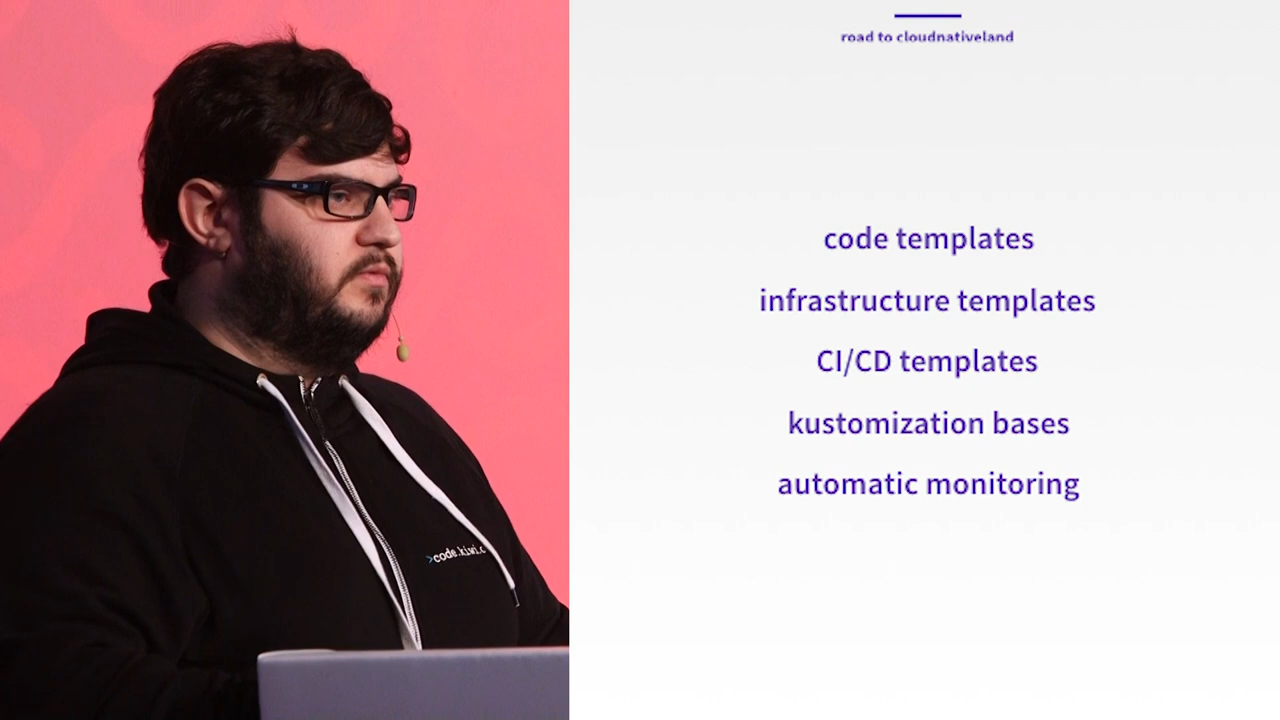 road to cloudnativeland
code templates
infrastructure templates
CI/CD templates
kustomization bases
automatic monitoring
>code.kiwi.c